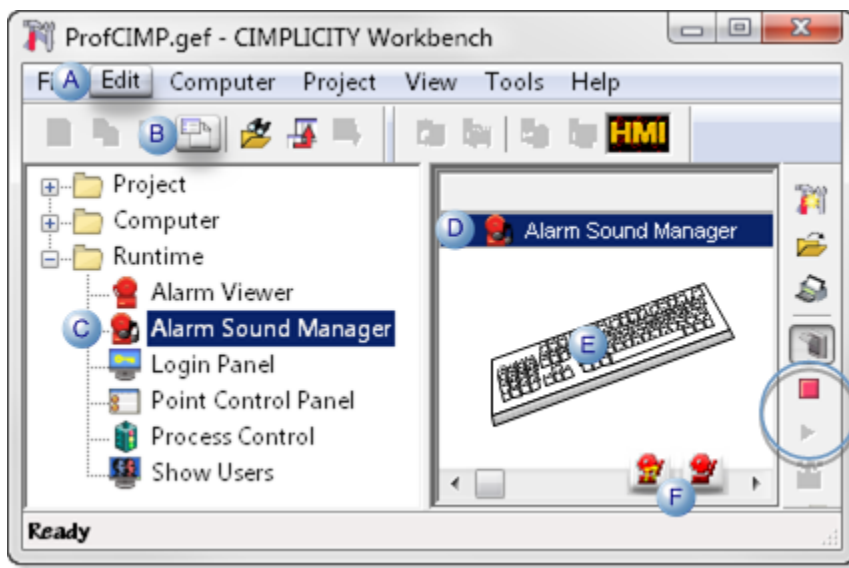 ProfCIMP.gef - CIMPLICITY Workbench
Fi A Edit Computer Project View Tools Help
B HMI
Project
Computer
Runtime
Alarm Viewer
C Alarm Sound Manager
Login Panel
Point Control Panel
Process Control
Show Users
D Alarm Sound Manager
E
F
Ready